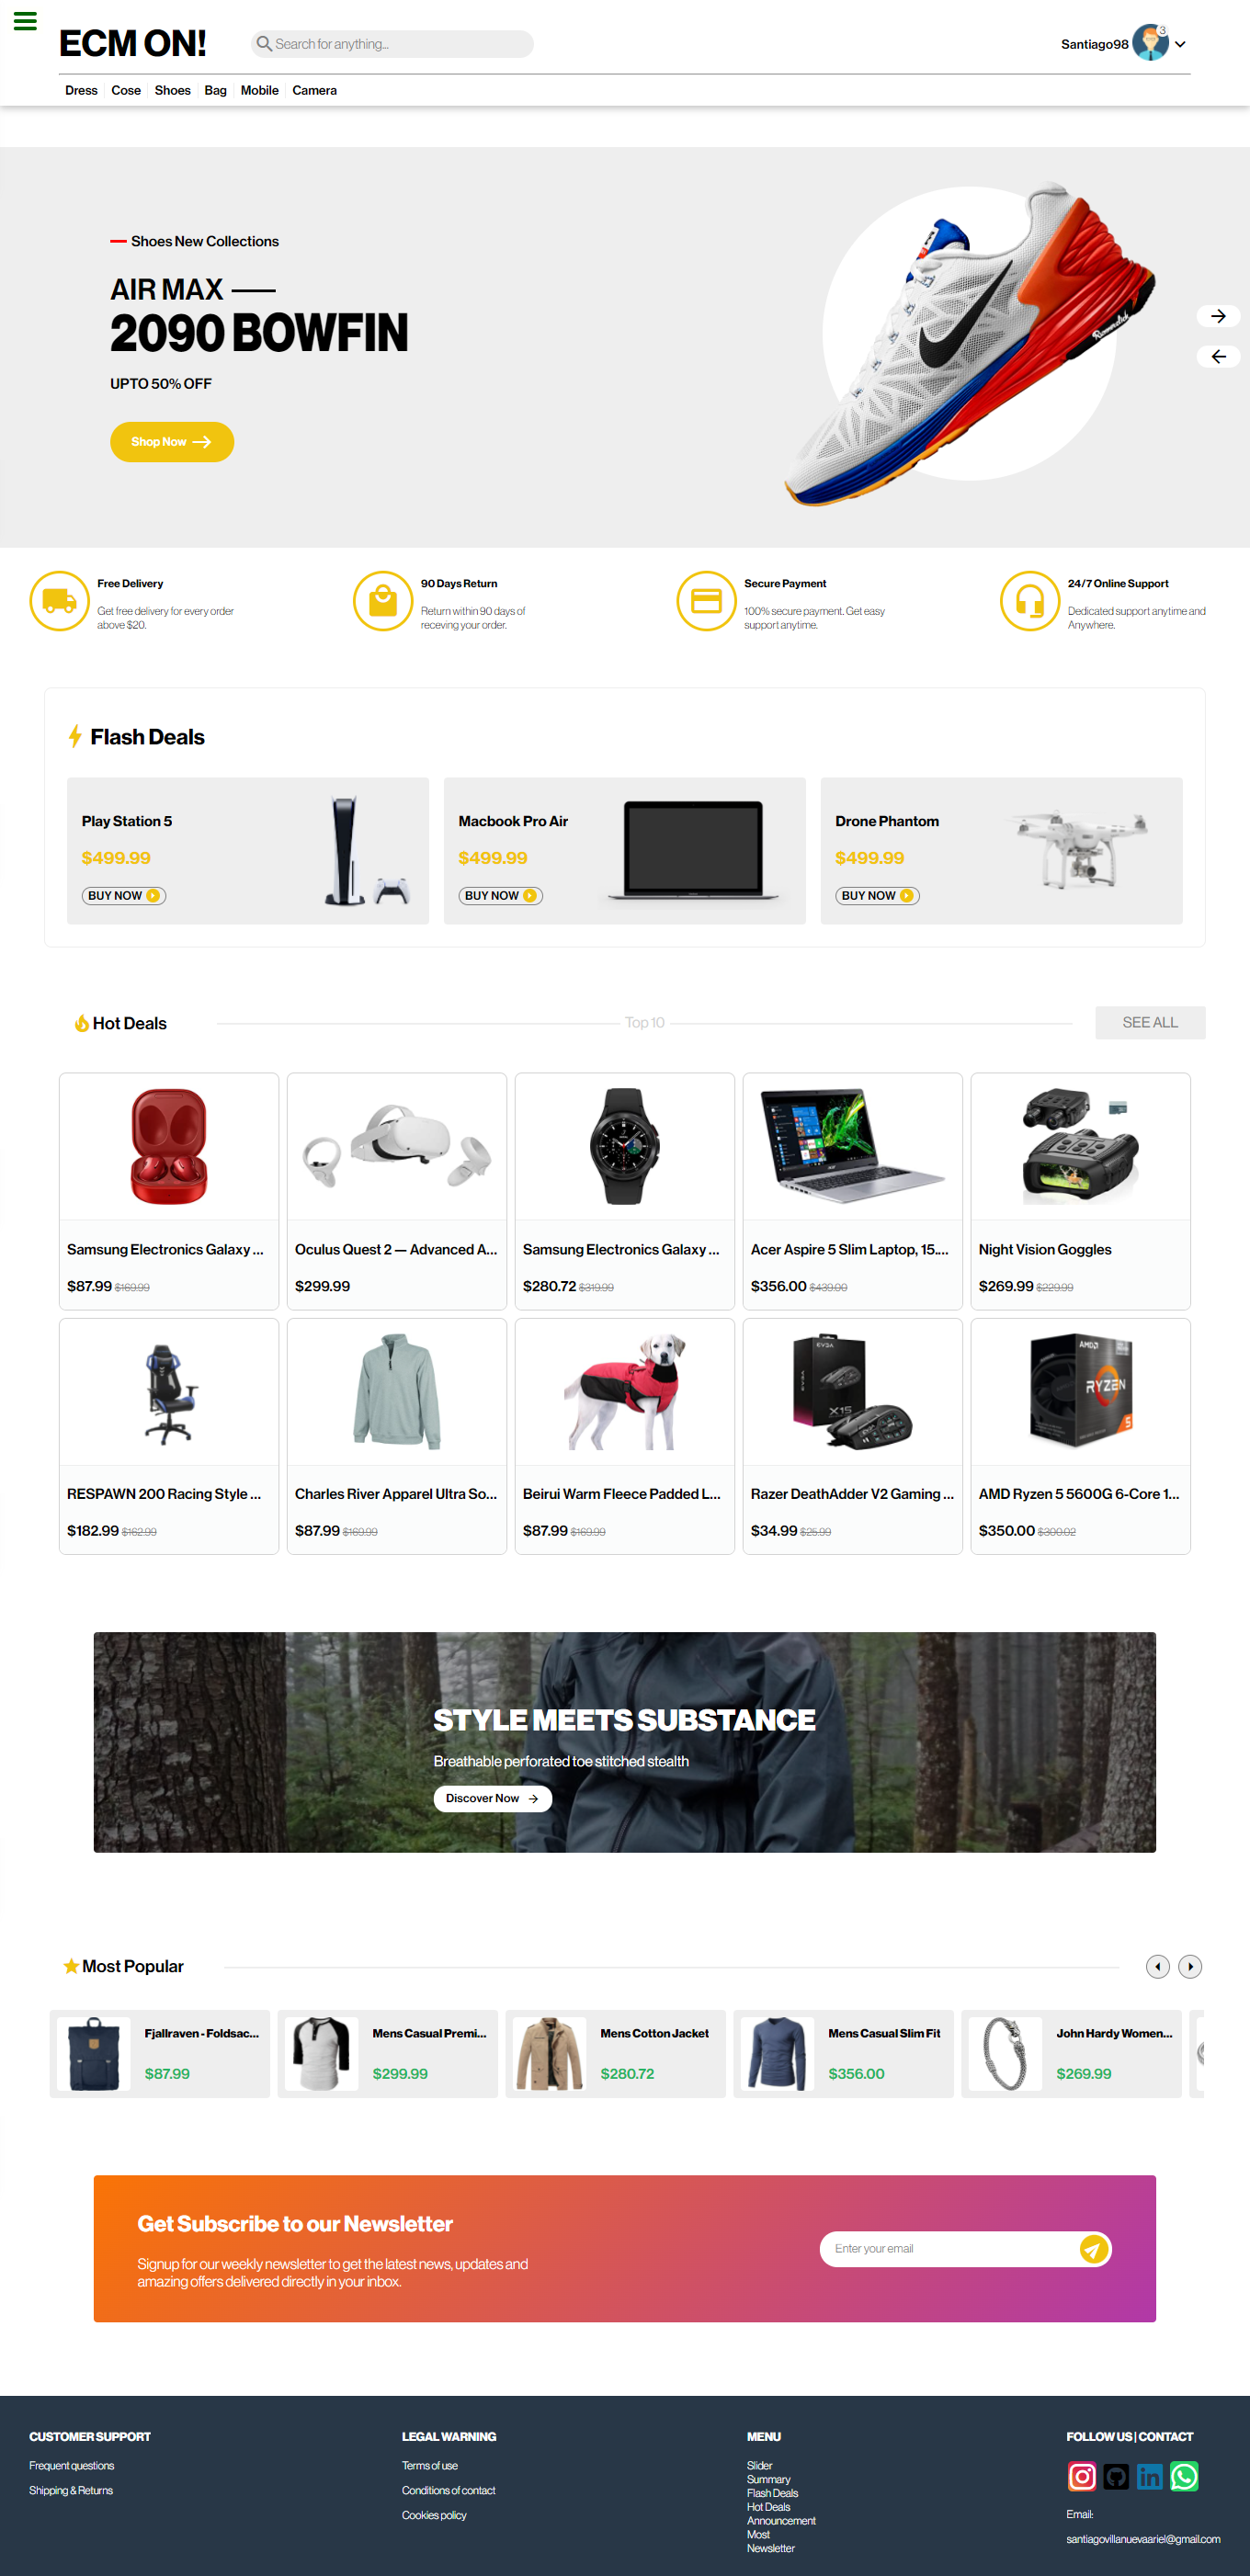 ECM ON!
Search for anything...
Santiago98
3
Dress
Cose
Shoes
Bag
Mobile
Camera
Shoes New Collections
AIR MAX
2090 BOWFIN
UPTO 50% OFF
Shop Now
Free Delivery
Get free delivery for every order
above $20.
90 Days Return
Return within 90 days of
receving your order.
Secure Payment
100% secure payment. Get easy
support anytime.
24/7 Online Support
Dedicated support anytime and
Anywhere.
Flash Deals
Play Station 5
$499.99
BUY NOW
Macbook Pro Air
$499.99
BUY NOW
Drone Phantom
$499.99
BUY NOW
Hot Deals
Top 10
SEE ALL
Samsung Electronics Galaxy ...
$87.99 $169.99
Oculus Quest 2 — Advanced A...
$299.99
Samsung Electronics Galaxy ...
$280.72 $319.99
Acer Aspire 5 Slim Laptop, 15....
$356.00 $439.00
Night Vision Goggles
$269.99 $229.99
RESPAWN 200 Racing Style ...
$182.99 $162.99
Charles River Apparel Ultra So...
$87.99 $169.99
Beirui Warm Fleece Padded L...
$87.99 $169.99
EVGA
X15
Razer DeathAdder V2 Gaming ...
$34.99 $25.99
AMD
RYZEN
5
AMD Ryzen 5 5600G 6-Core 1...
$350.00 $300.02
STYLE MEETS SUBSTANCE
Breathable perforated toe stitched stealth
Discover Now
Most Popular
Fjallraven - Foldsac...
$87.99
Mens Casual Premi...
$299.99
Mens Cotton Jacket
$280.72
Mens Casual Slim Fit
$356.00
John Hardy Women...
$269.99
Get Subscribe to our Newsletter
Signup for our weekly newsletter to get the latest news, updates and
amazing offers delivered directly in your inbox.
Enter your email
CUSTOMER SUPPORT
Frequent questions
Shipping & Returns
LEGAL WARNING
Terms of use
Conditions of contact
Cookies policy
MENU
Slider
Summary
Flash Deals
Hot Deals
Announcement
Most
Newsletter
FOLLOW US | CONTACT
in
Email:
santiagovillanuevaariel@gmail.com